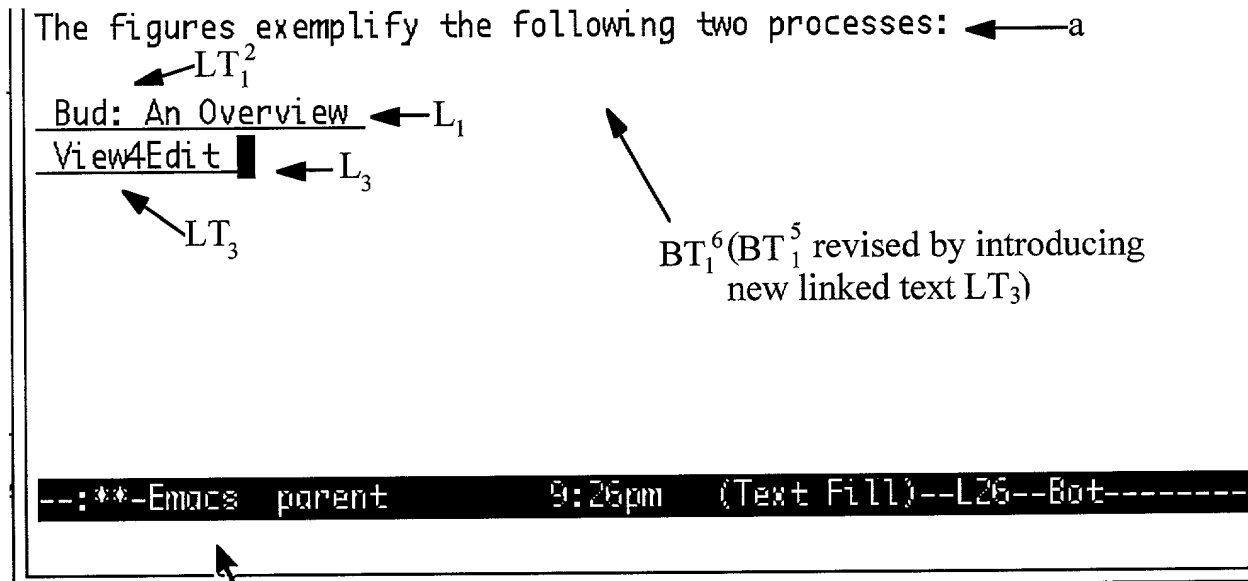 The figures exemplify the following two processes: a
LT₁²
Bud: An Overview L₁
View4Edit L₃
LT₃
BT₁⁶(BT₁⁵ revised by introducing
new linked text LT₃)
--:**-Emacs parent 9:26pm (Text Fill)--L26--Bot--------